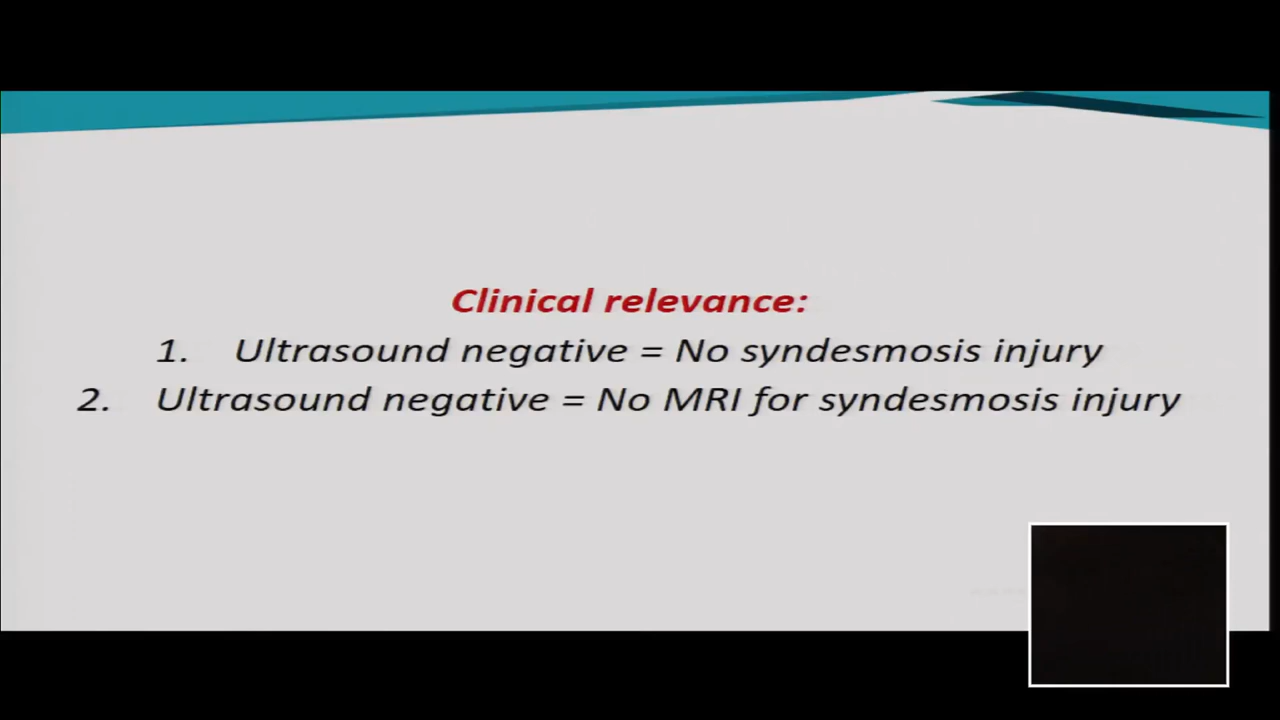 Clinical relevance:
1. Ultrasound negative = No syndesmosis injury
2. Ultrasound negative = No MRI for syndesmosis injury